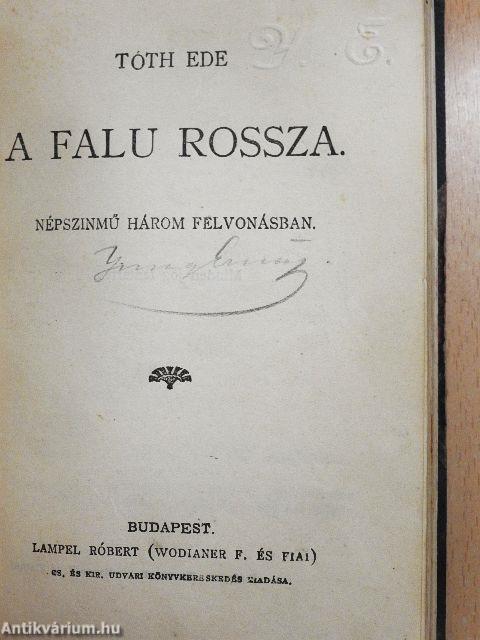 Y. E.
TÓTH EDE
A FALU ROSSZA.
NÉPSZINMŰ HÁROM FELVONÁSBAN.
BUDAPEST.
LAMPEL RÓBERT (WODIANER F. ÉS FIAI)
CS. ÉS KIR. UDVARI KÖNYVKERESKEDÉS KIADÁSA.
Antikvárium.hu